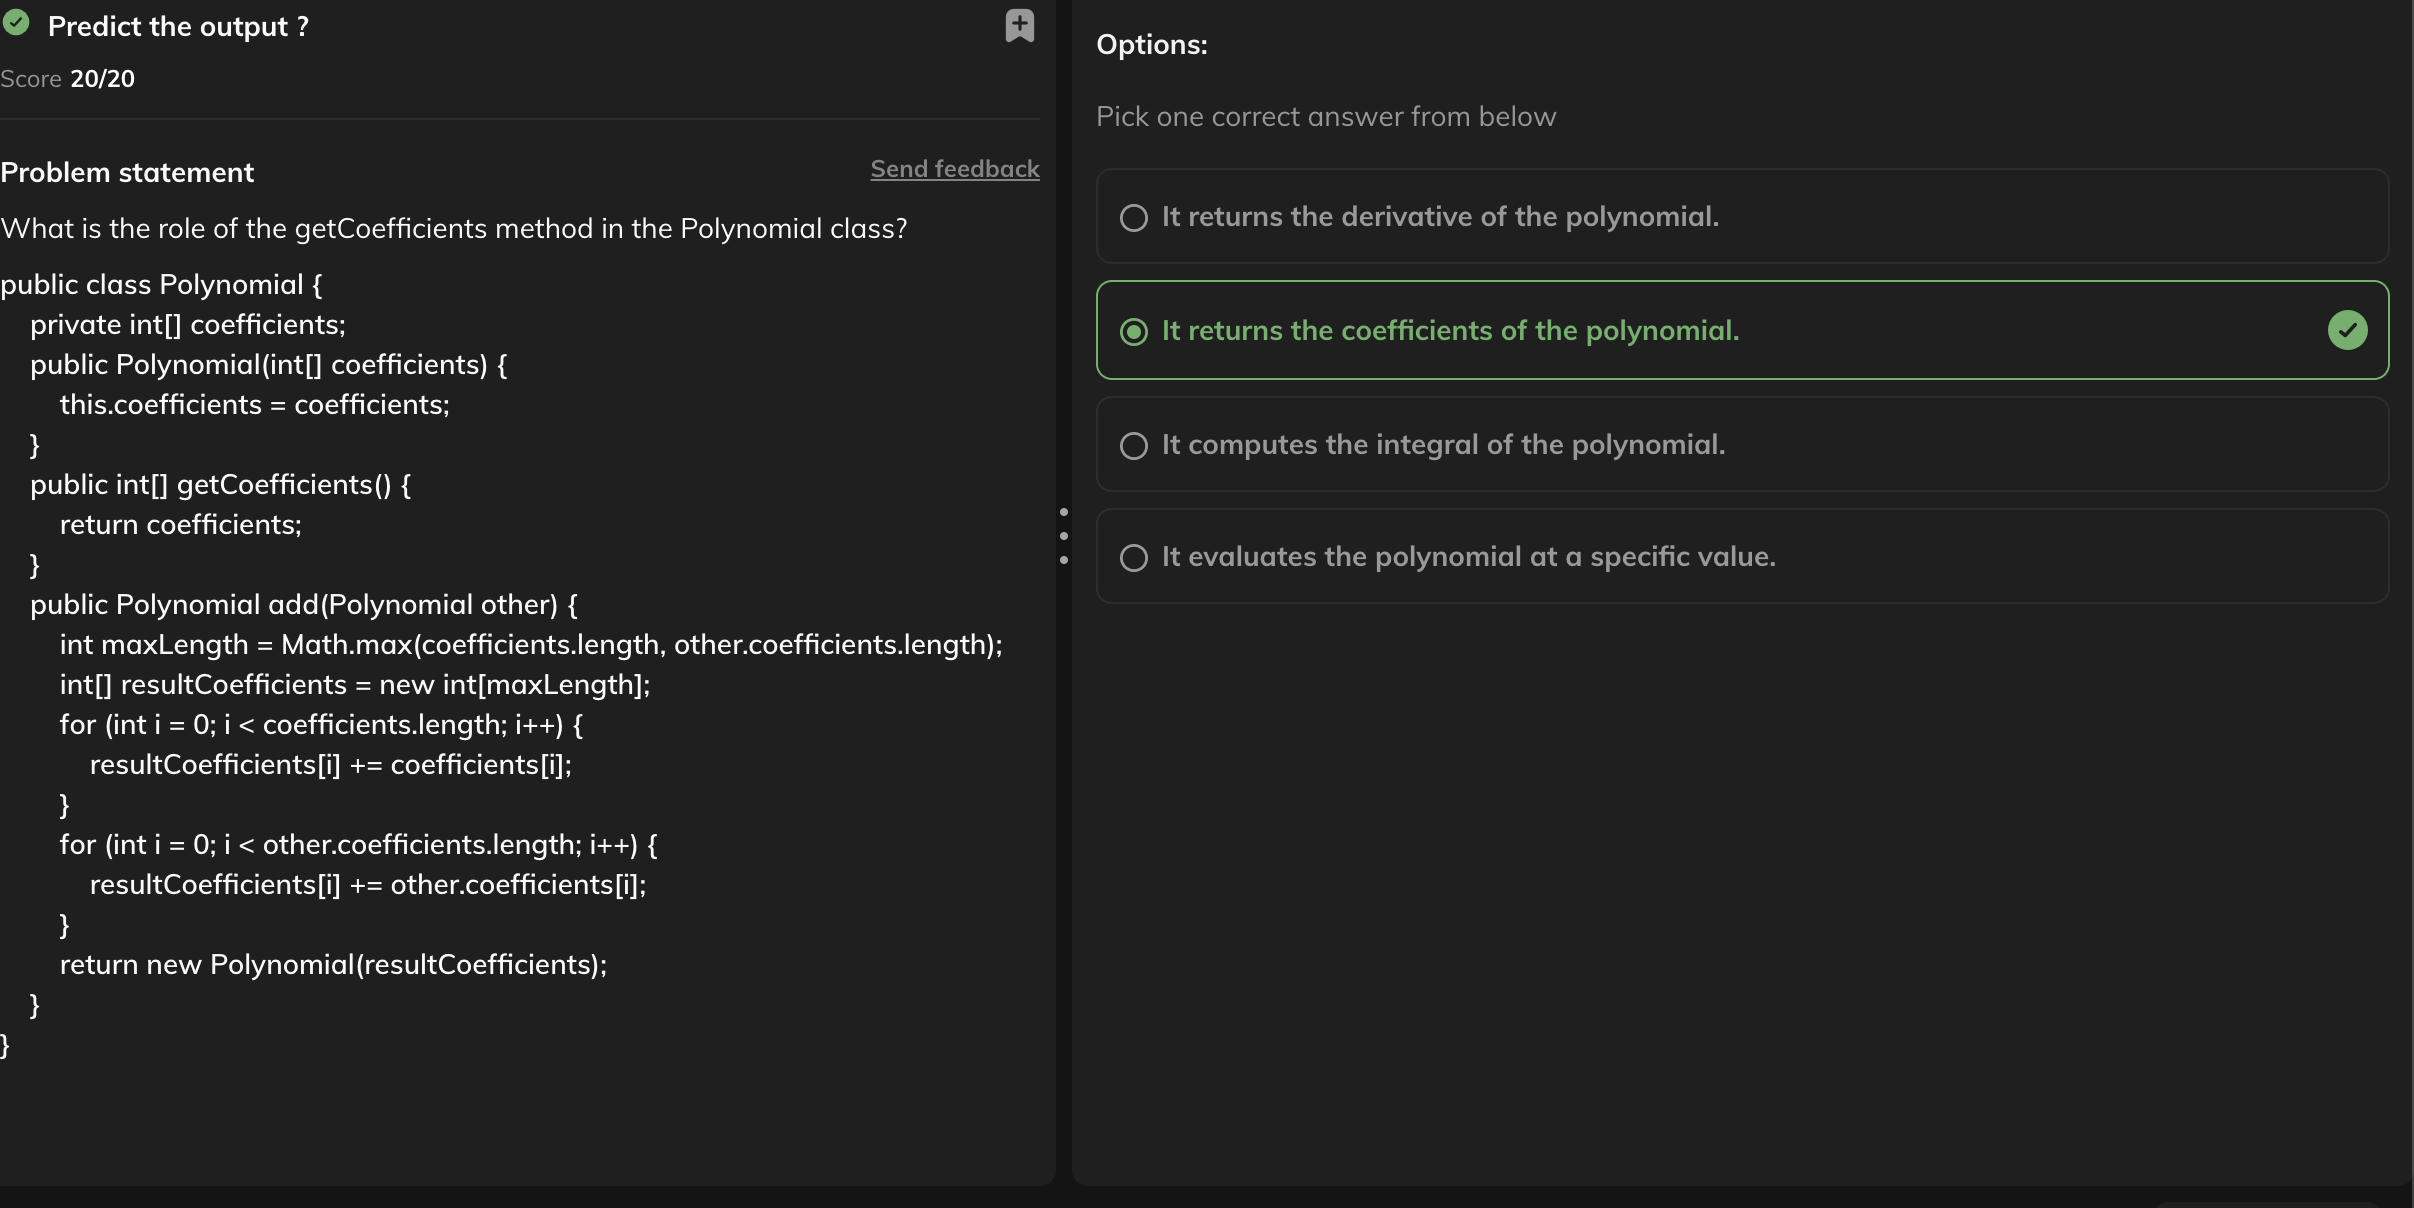 Predict the output ?
Score 20/20
Problem statement
Send feedback
What is the role of the getCoefficients method in the Polynomial class?
public class Polynomial {
    private int[] coefficients;
    public Polynomial(int[] coefficients) {
        this.coefficients = coefficients;
    }
    public int[] getCoefficients() {
        return coefficients;
    }
    public Polynomial add(Polynomial other) {
        int maxLength = Math.max(coefficients.length, other.coefficients.length);
        int[] resultCoefficients = new int[maxLength];
        for (int i = 0; i < coefficients.length; i++) {
            resultCoefficients[i] += coefficients[i];
        }
        for (int i = 0; i < other.coefficients.length; i++) {
            resultCoefficients[i] += other.coefficients[i];
        }
        return new Polynomial(resultCoefficients);
    }
}
Options:
Pick one correct answer from below
It returns the derivative of the polynomial.
It returns the coefficients of the polynomial.
It computes the integral of the polynomial.
It evaluates the polynomial at a specific value.